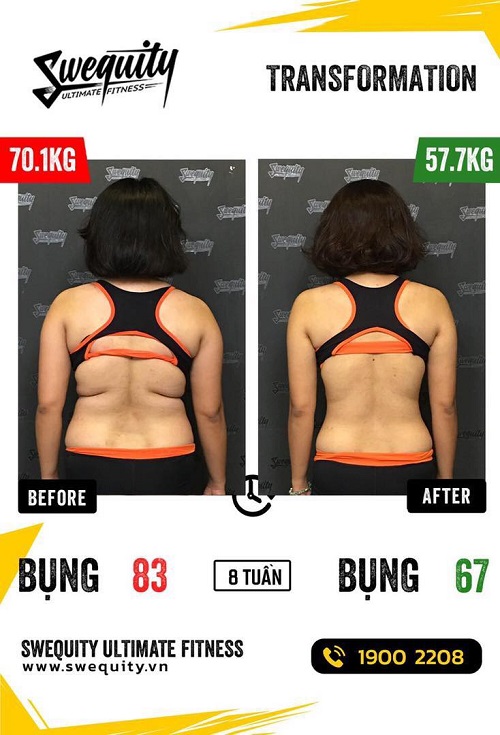 Swequity
ULTIMATE FITNESS
TRANSFORMATION
70.1KG
57.7KG
BEFORE
AFTER
BỤNG 83
8 TUẦN
BỤNG 67
SWEQUITY ULTIMATE FITNESS
www.swequity.vn
1900 2208